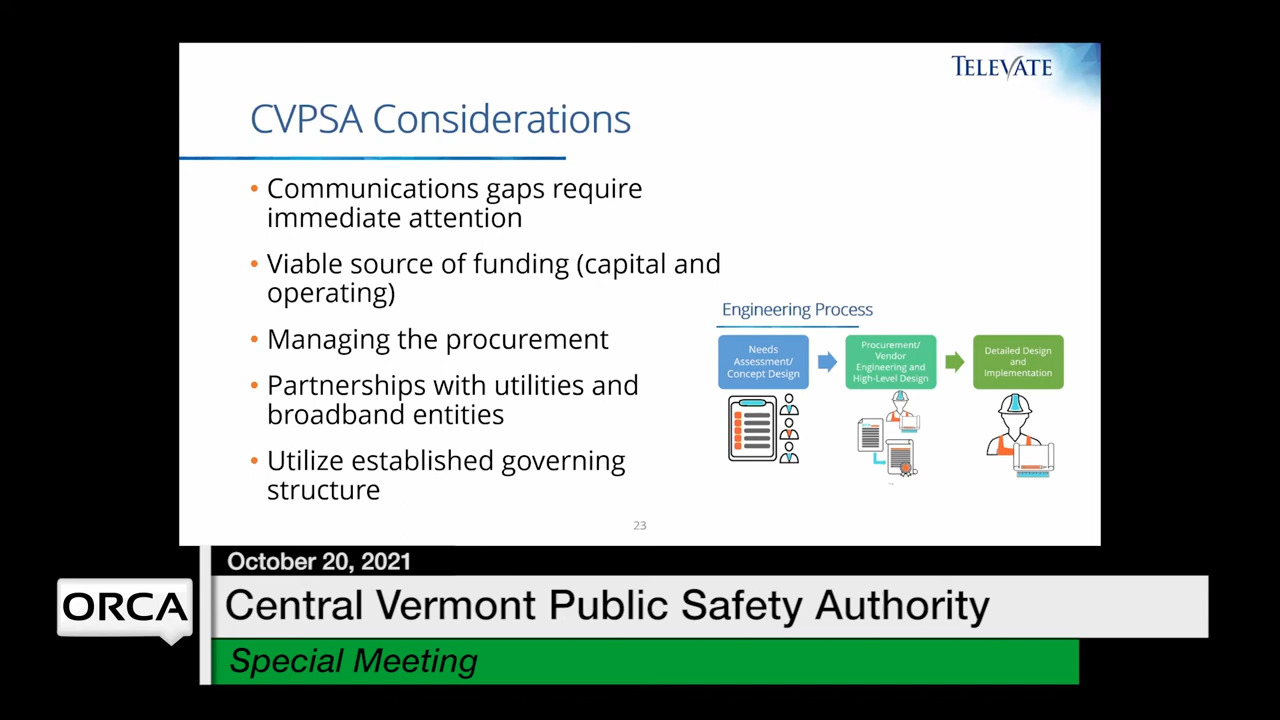 TELEVATE
CVPSA Considerations
• Communications gaps require
immediate attention
• Viable source of funding (capital and
operating)
• Managing the procurement
• Partnerships with utilities and
broadband entities
• Utilize established governing
structure
Engineering Process
Needs
Assessment/
Concept Design
Procurement/
Vendor
Engineering and
High-Level Design
Detailed Design
and
Implementation
23
October 20, 2021
ORCA
Central Vermont Public Safety Authority
Special Meeting